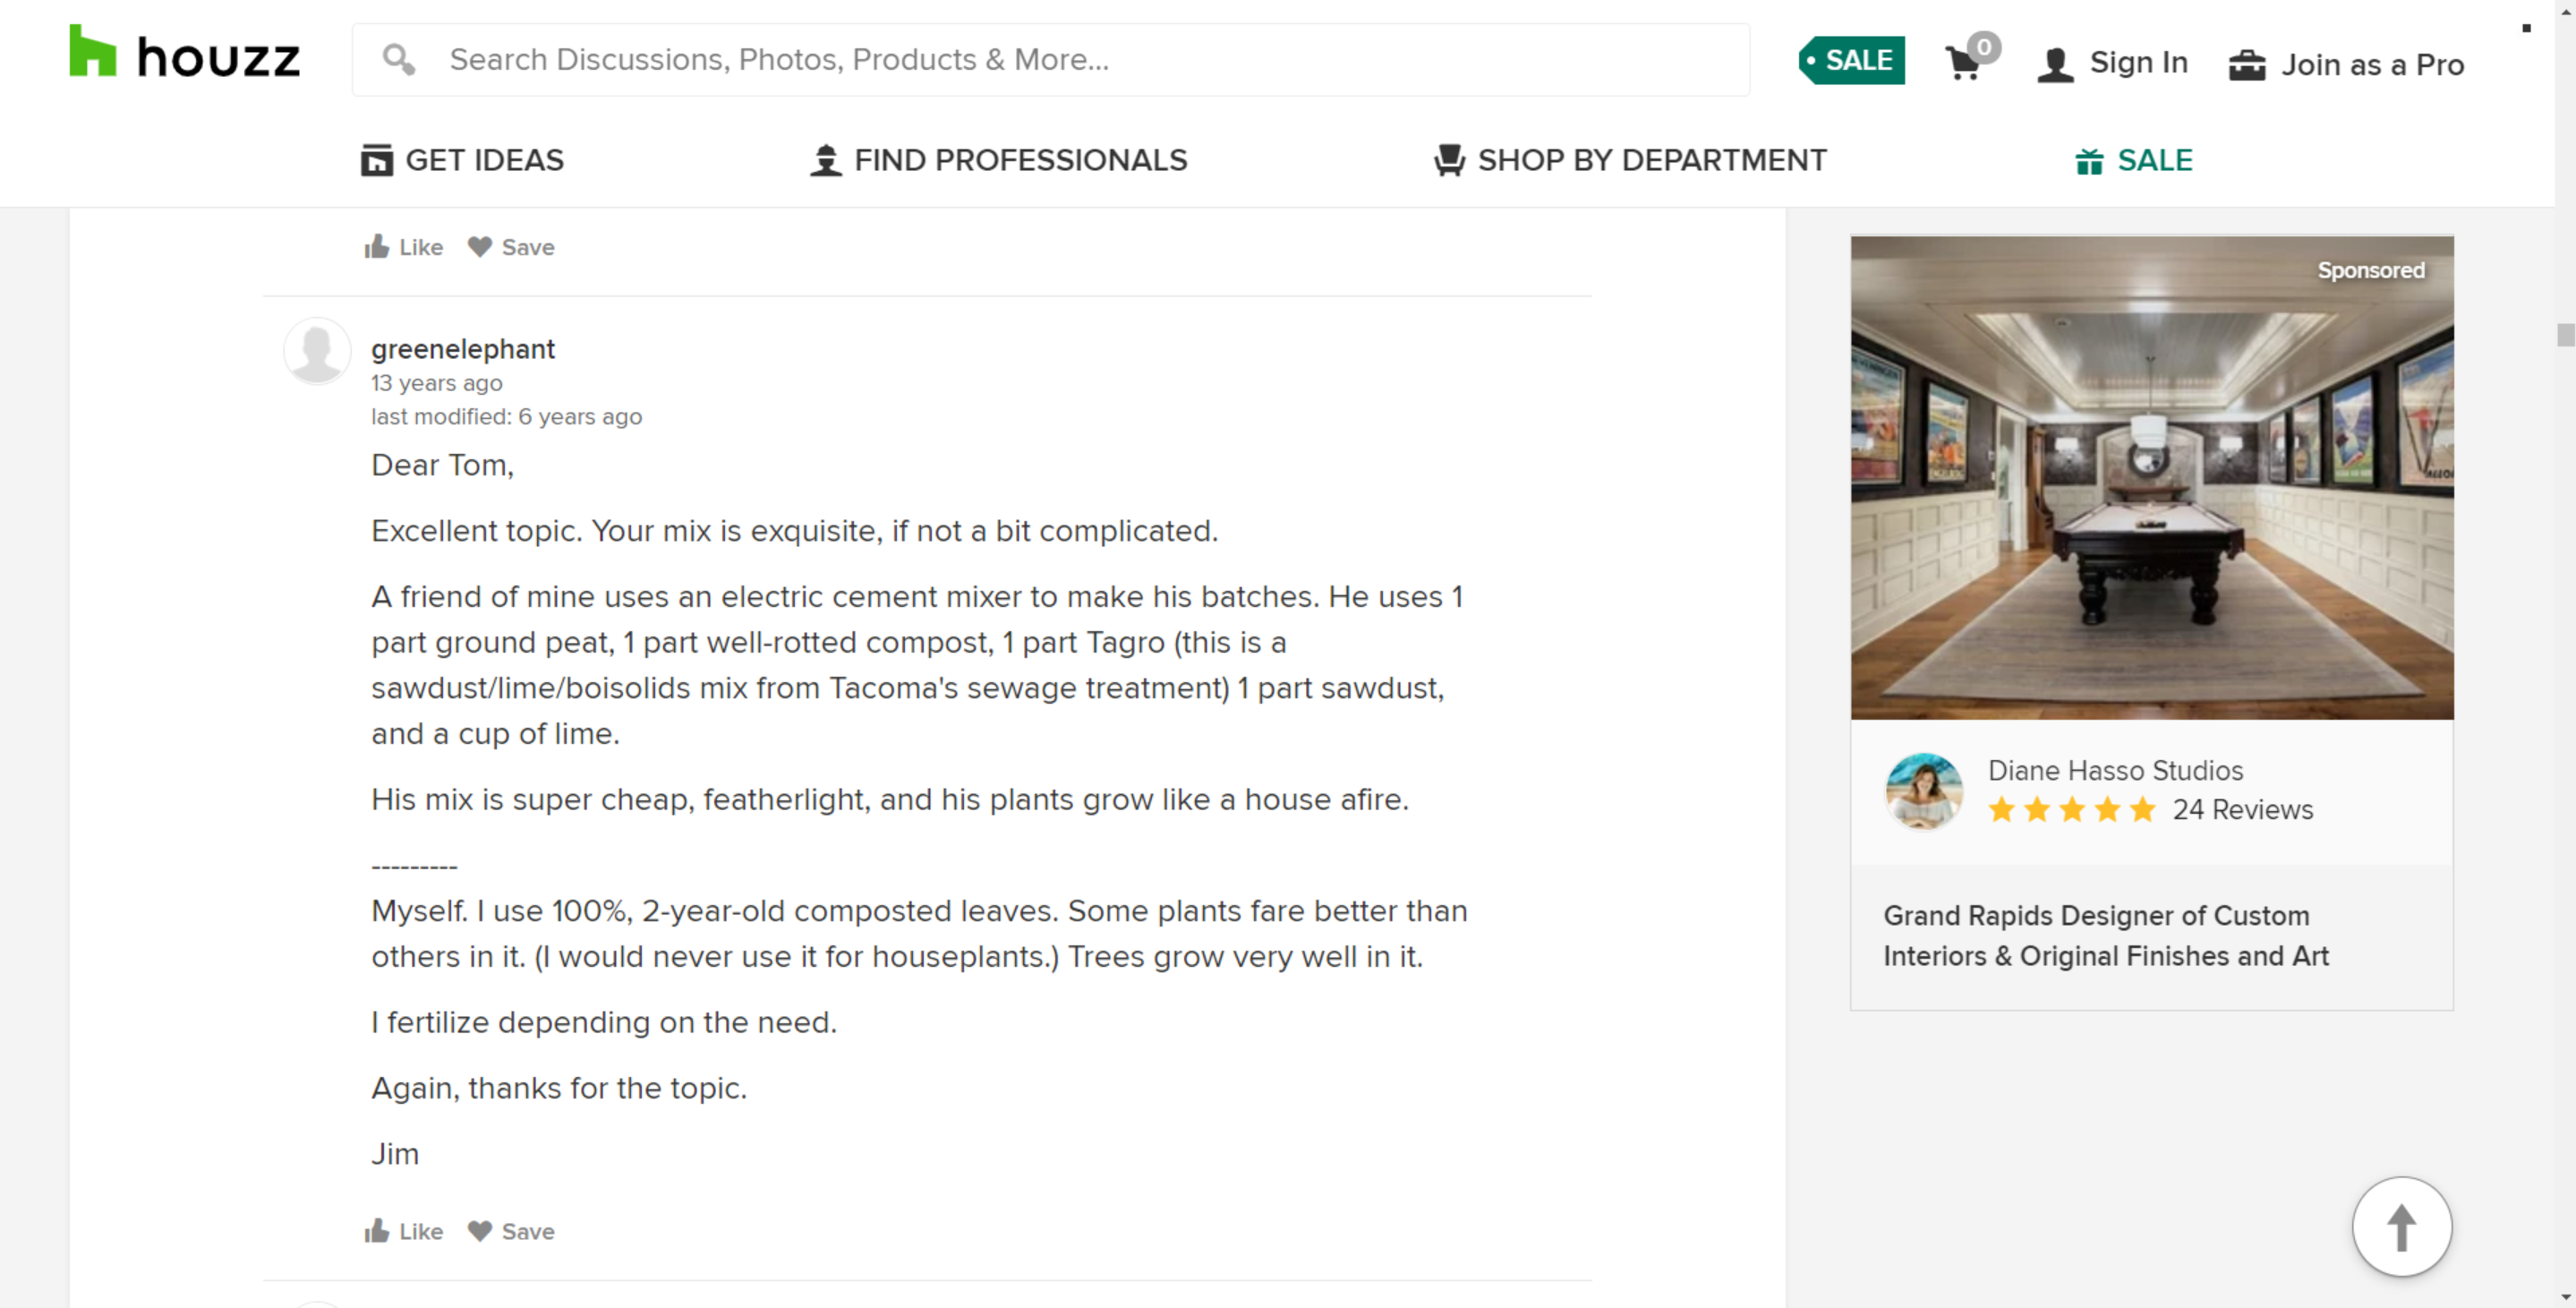 houzz
Search Discussions, Photos, Products & More...
SALE
0
Sign In
Join as a Pro
GET IDEAS
FIND PROFESSIONALS
SHOP BY DEPARTMENT
SALE
Like Save
greenelephant
13 years ago
last modified: 6 years ago
Dear Tom,
Excellent topic. Your mix is exquisite, if not a bit complicated.
A friend of mine uses an electric cement mixer to make his batches. He uses 1
part ground peat, 1 part well-rotted compost, 1 part Tagro (this is a
sawdust/lime/boisolids mix from Tacoma's sewage treatment) 1 part sawdust,
and a cup of lime.
His mix is super cheap, featherlight, and his plants grow like a house afire.
---------
Myself. I use 100%, 2-year-old composted leaves. Some plants fare better than
others in it. (I would never use it for houseplants.) Trees grow very well in it.
I fertilize depending on the need.
Again, thanks for the topic.
Jim
Like Save
Sponsored
Diane Hasso Studios
24 Reviews
Grand Rapids Designer of Custom
Interiors & Original Finishes and Art